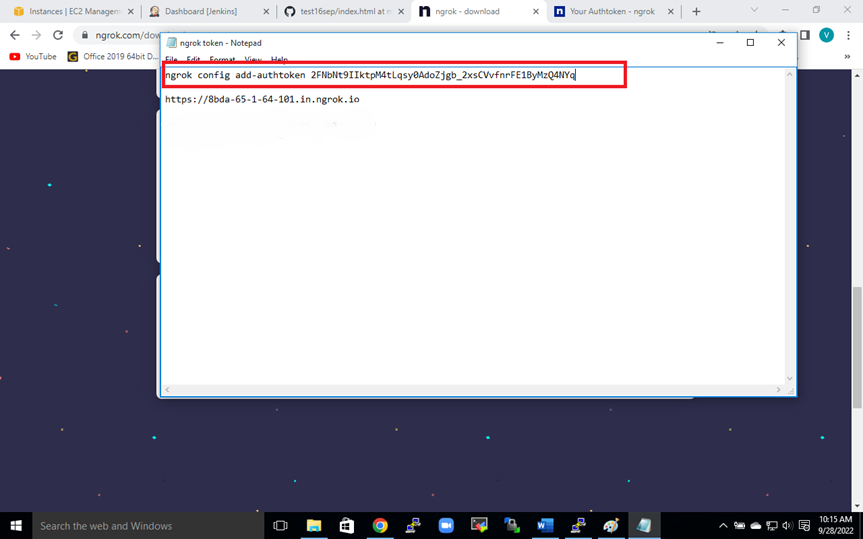 Instances | EC2 Managem
Dashboard [Jenkins]
test16sep/index.html at
ngrok - download
Your Authtoken - ngrok
ngrok.com/dow
V
YouTube
Office 2019 64bit D...
»
ngrok token - Notepad
File Edit Format View Help
ngrok config add-authtoken 2FNbNt9IIktpM4tLqsy0AdoZjgb_2xsCVvfnrFE1ByMzQ4NYq
https://8bda-65-1-64-101.in.ngrok.io
Search the web and Windows
10:15 AM
9/28/2022